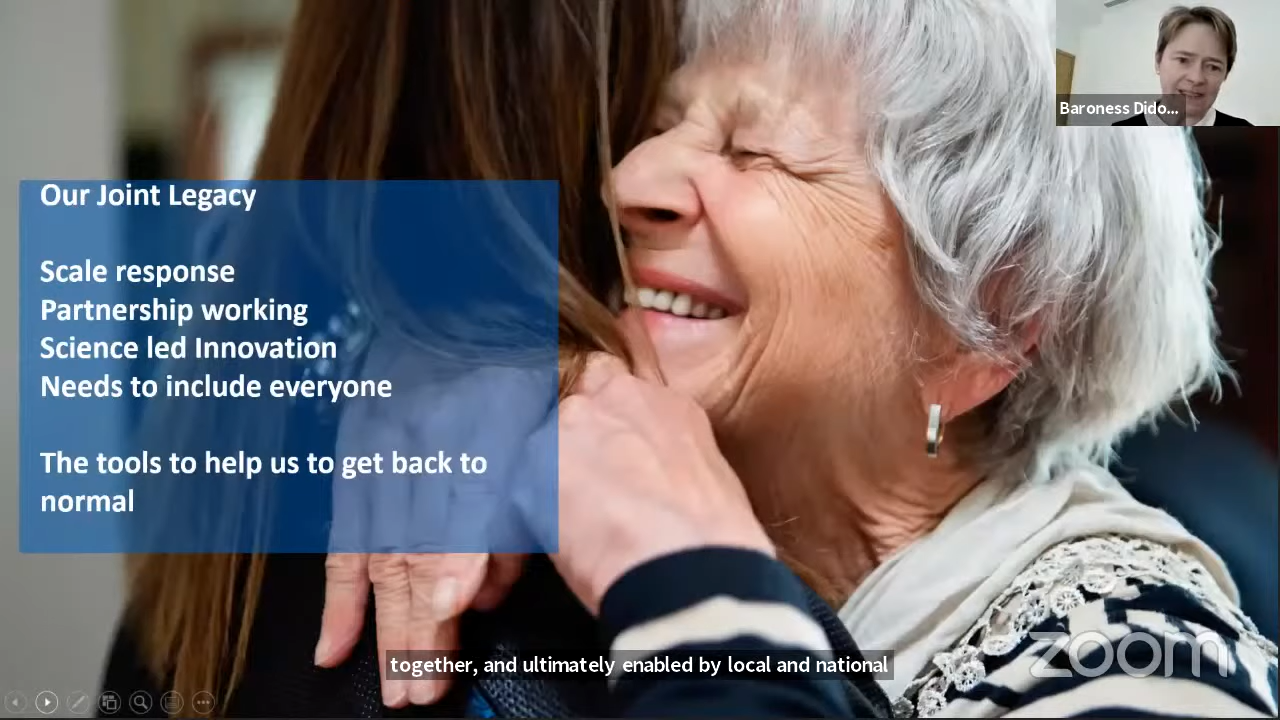 Baroness Dido...
Our Joint Legacy
Scale response
Partnership working
Science led Innovation
Needs to include everyone
The tools to help us to get back to
normal
together, and ultimately enabled by local and national
zoom